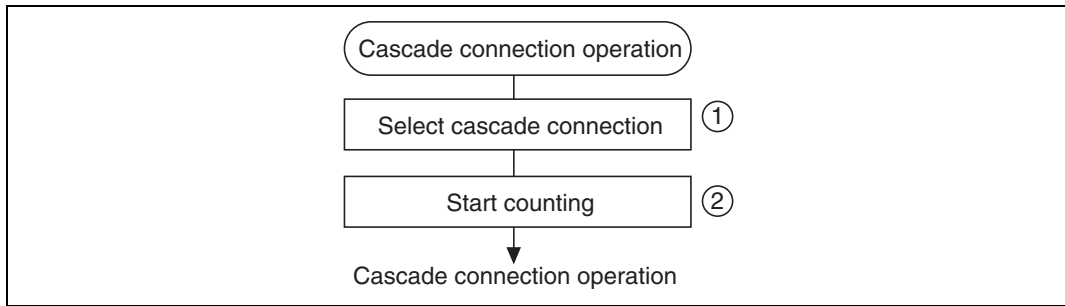 Cascade connection operation
Select cascade connection
1
Start counting
2
Cascade connection operation